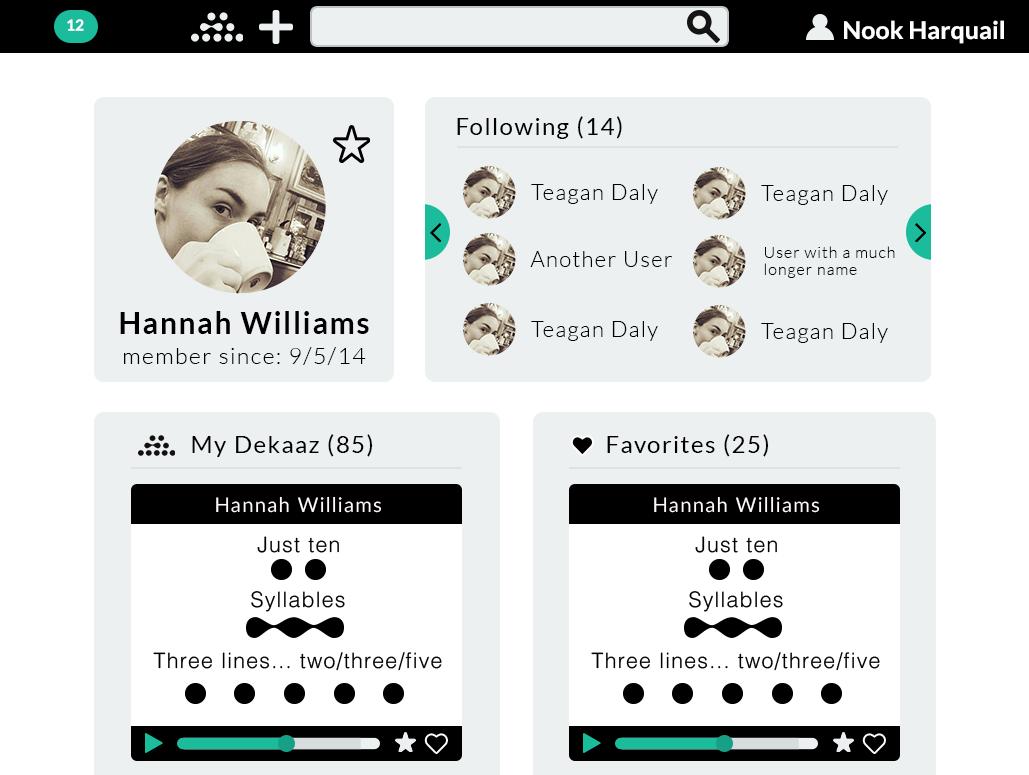 12
Nook Harquail
Hannah Williams
member since: 9/5/14
Following (14)
Teagan Daly
Teagan Daly
Another User
User with a much
longer name
Teagan Daly
Teagan Daly
My Dekaaz (85)
Hannah Williams
Just ten
Syllables
Three lines... two/three/five
Favorites (25)
Hannah Williams
Just ten
Syllables
Three lines... two/three/five